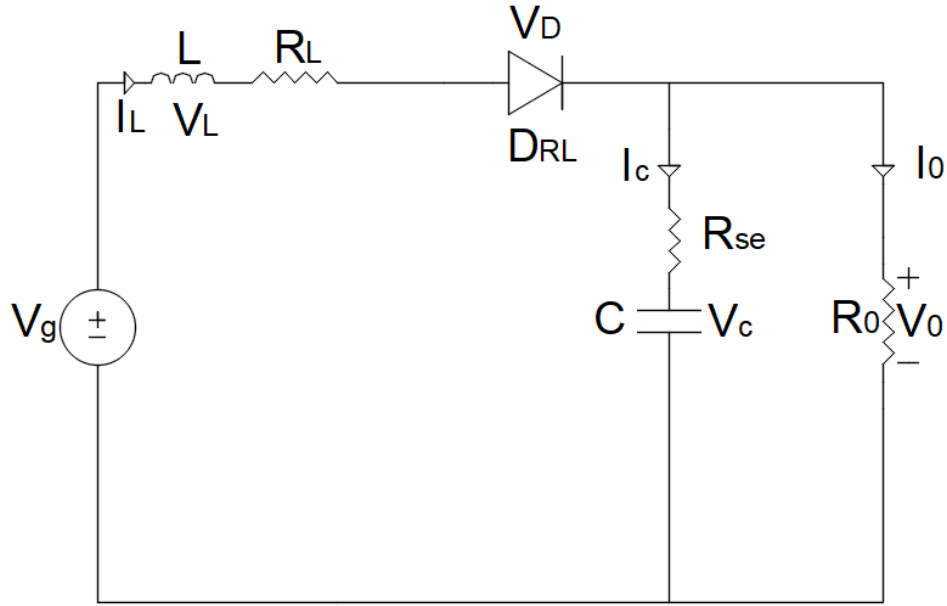 V_D
L
R_L
I_L
V_L
D_RL
I_c
I_0
R_se
V_g
+
−
C
V_c
R_0
+
V_0
−